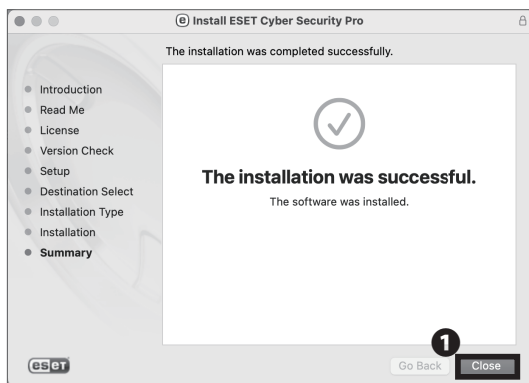 e Install ESET Cyber Security Pro
The installation was completed successfully.
Introduction
Read Me
License
Version Check
Setup
Destination Select
Installation Type
Installation
Summary
The installation was successful.
The software was installed.
1
eseT
Go Back
Close